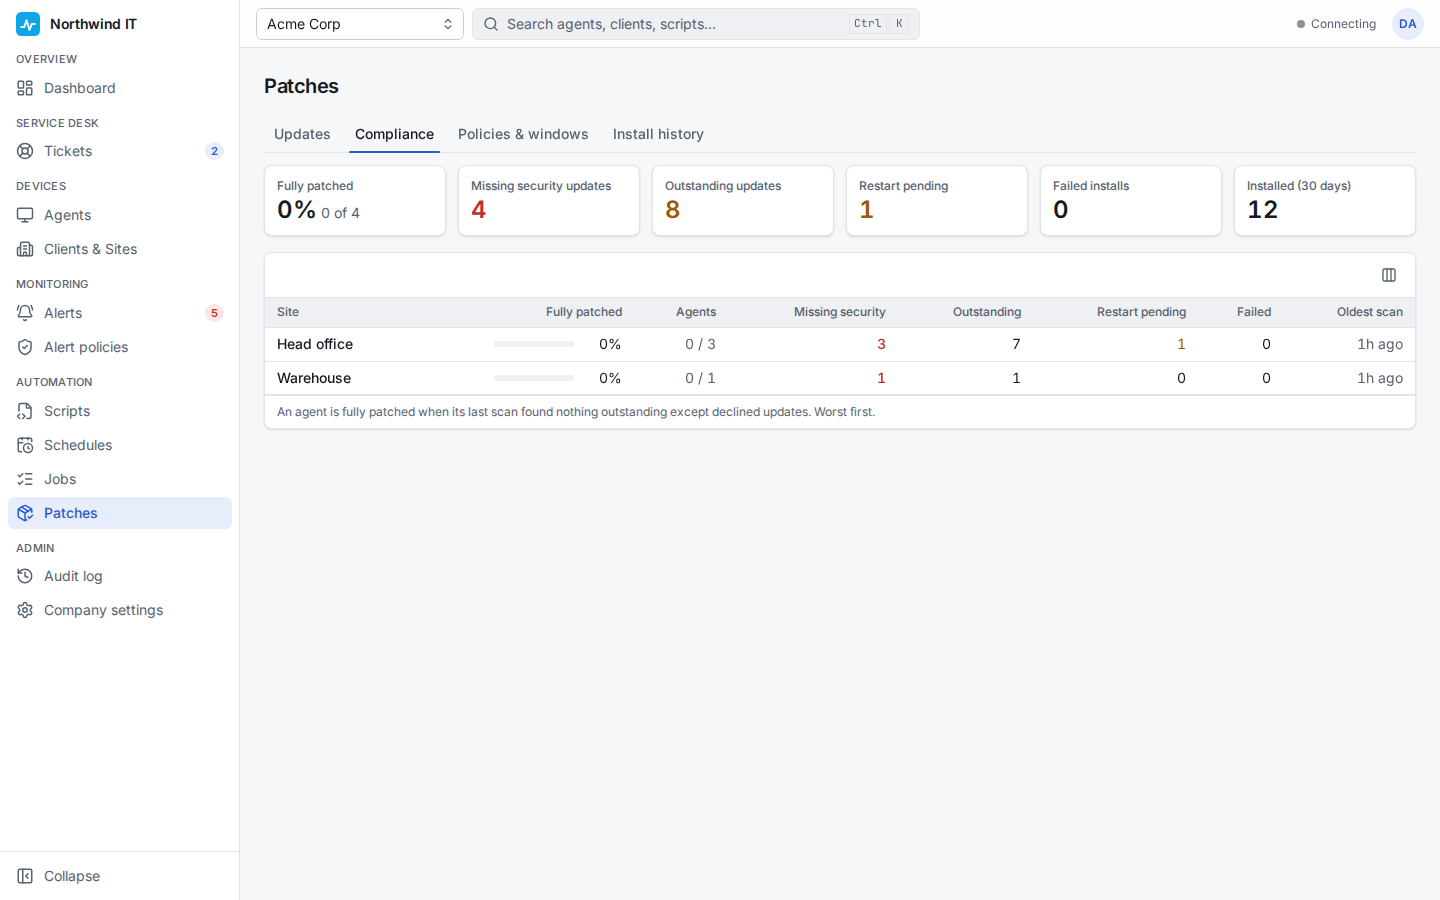 Northwind IT
OVERVIEW
Dashboard
SERVICE DESK
Tickets 2
DEVICES
Agents
Clients & Sites
MONITORING
Alerts 5
Alert policies
AUTOMATION
Scripts
Schedules
Jobs
Patches
ADMIN
Audit log
Company settings
Collapse
Acme Corp
Search agents, clients, scripts... Ctrl K
Connecting
DA
Patches
Updates Compliance Policies & windows Install history
Fully patched
0% 0 of 4
Missing security updates
4
Outstanding updates
8
Restart pending
1
Failed installs
0
Installed (30 days)
12
Site Fully patched Agents Missing security Outstanding Restart pending Failed Oldest scan
Head office 0% 0 / 3 3 7 1 0 1h ago
Warehouse 0% 0 / 1 1 1 0 0 1h ago
An agent is fully patched when its last scan found nothing outstanding except declined updates. Worst first.